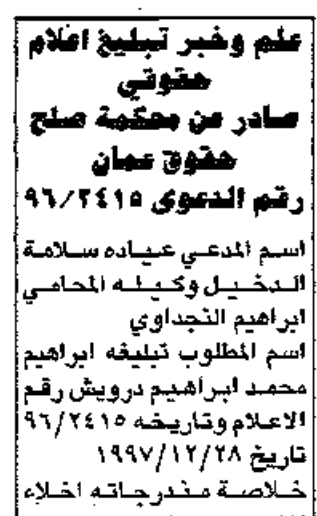 علم وخبر تبليغ اعلام
حقوقي
صادر عن محكمة صلح
حقوق عمان
رقم الدعوى ٩٦/٢٤١٥
اسم المدعي عياده سلامة
الدخيل وكيله المحامي
ابراهيم النجداوي
اسم المطلوب تبليغه ابراهيم
محمد ابراهيم درويش رقم
الاعلام وتاريخه ٩٦/٢٤١٥
تاريخ ١٩٩٧/١٢/٢٨
خلاصة مندرجاته اخلاء